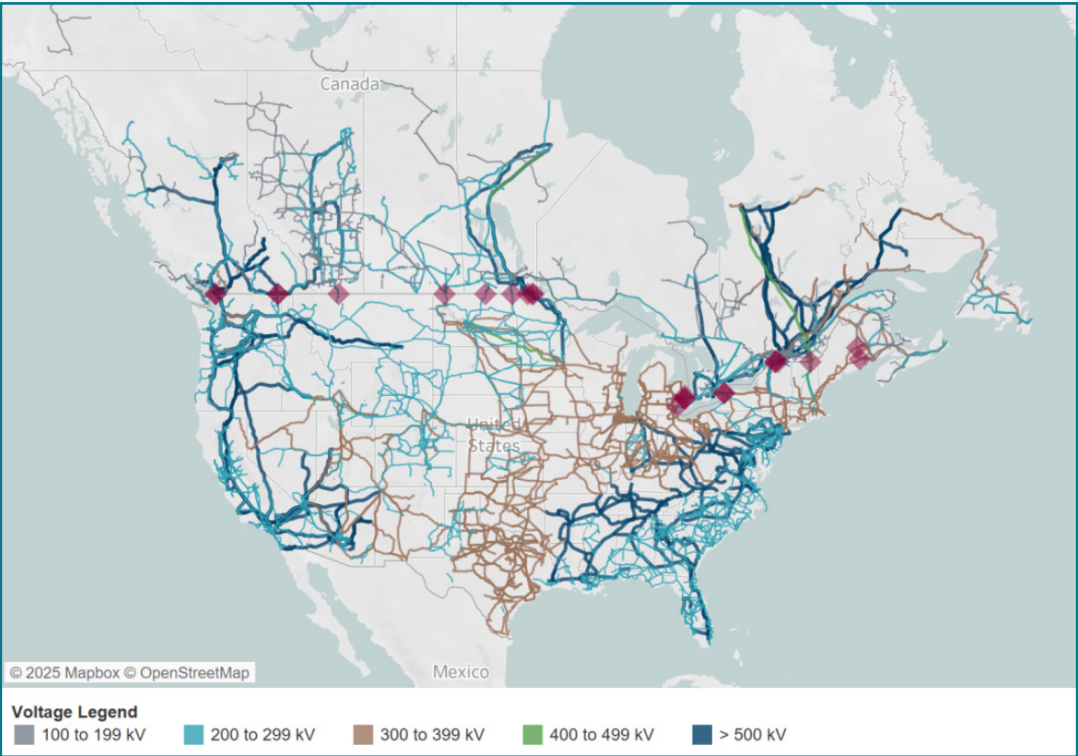 Canada
United
States
Mexico
© 2025 Mapbox © OpenStreetMap
Voltage Legend
100 to 199 kV
200 to 299 kV
300 to 399 kV
400 to 499 kV
> 500 kV